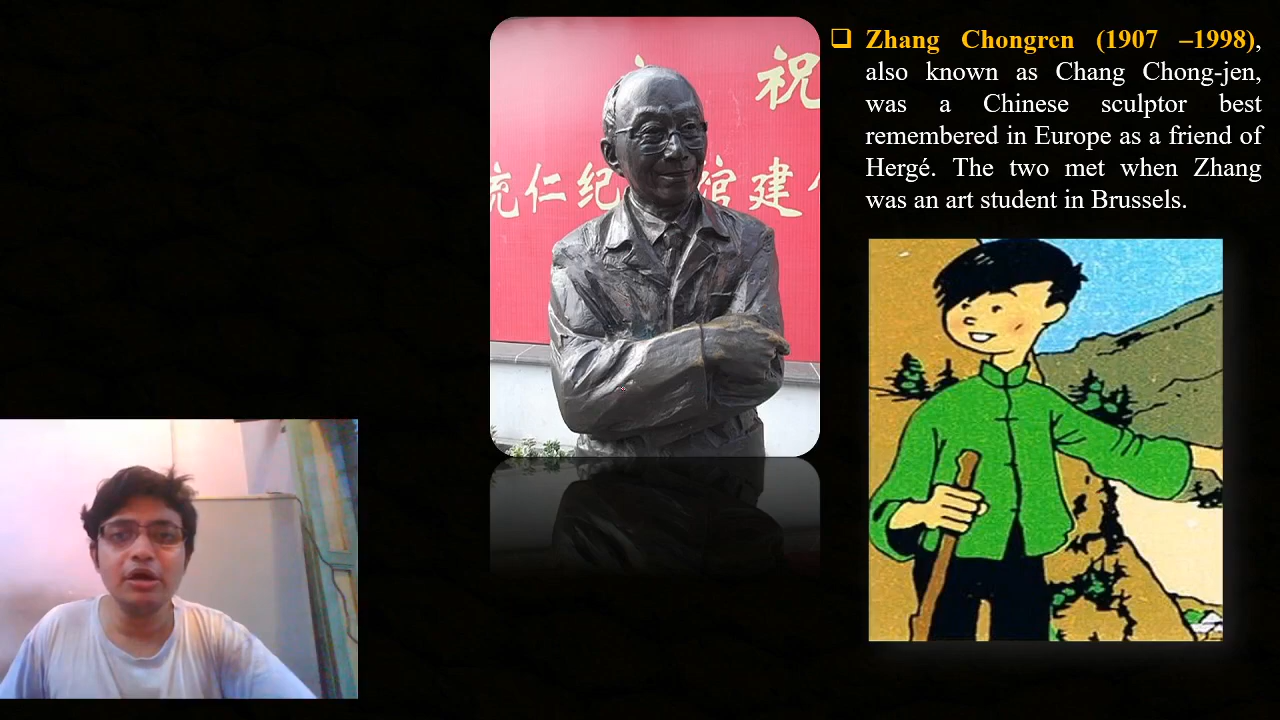 祝
充仁纪 馆建
❑ Zhang Chongren (1907 –1998),
also known as Chang Chong-jen,
was a Chinese sculptor best
remembered in Europe as a friend of
Hergé. The two met when Zhang
was an art student in Brussels.